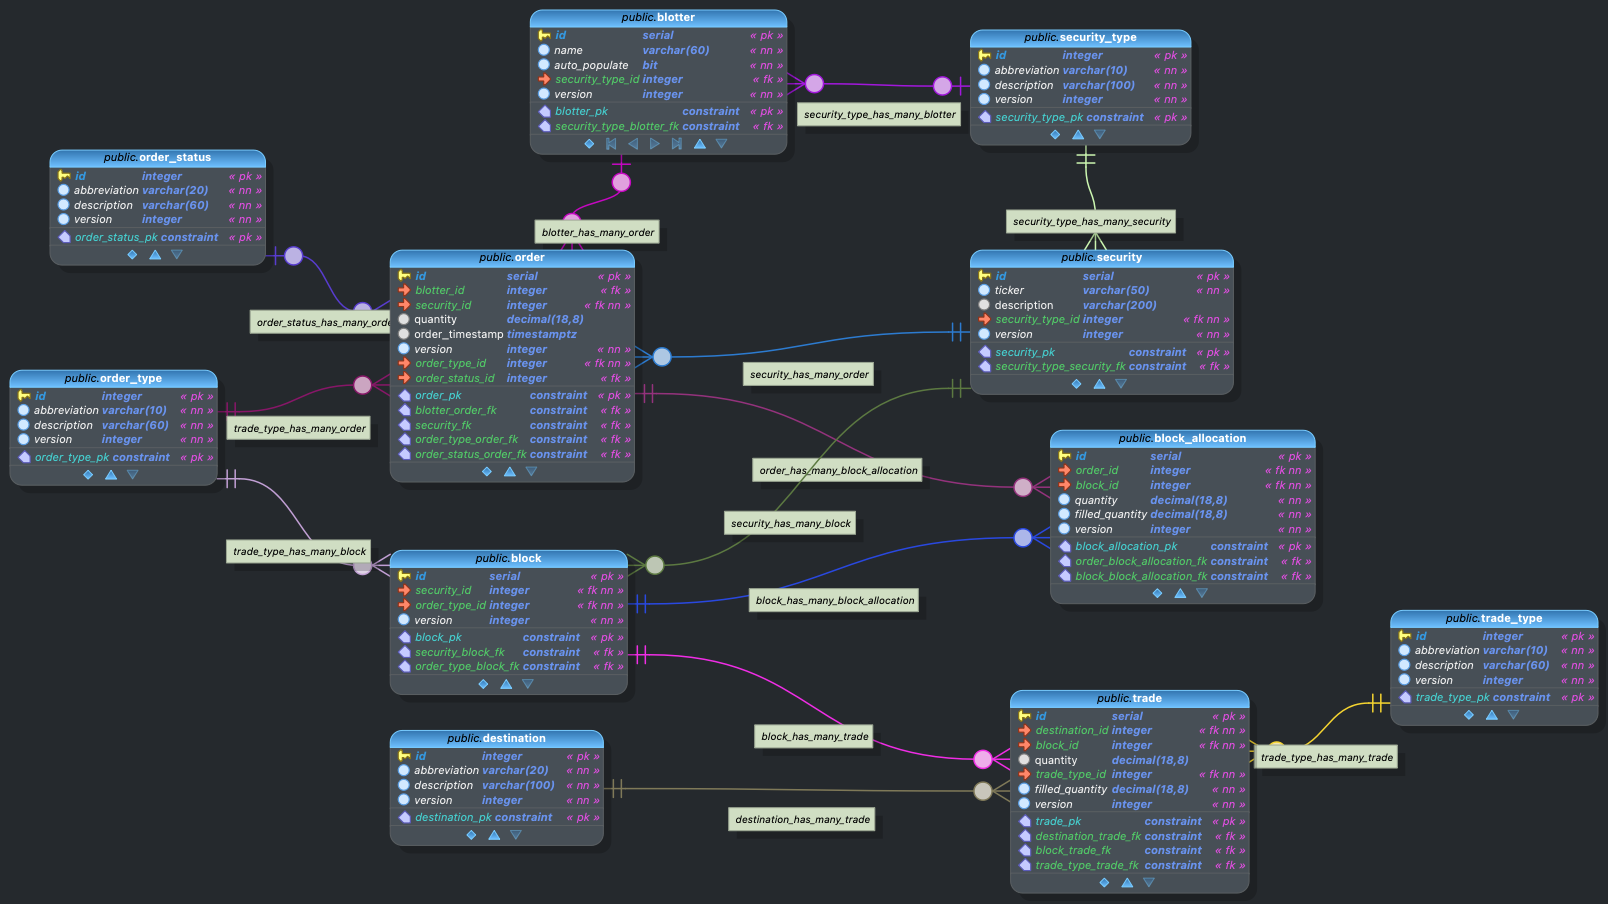 public.blotter
id serial « pk »
name varchar(60) « nn »
auto_populate bit « nn »
security_type_id integer « fk »
version integer « nn »
blotter_pk constraint « pk »
security_type_blotter_fk constraint « fk »
public.security_type
id integer « pk »
abbreviation varchar(10) « nn »
description varchar(100) « nn »
version integer « nn »
security_type_pk constraint « pk »
security_type_has_many_blotter
public.order_status
id integer « pk »
abbreviation varchar(20) « nn »
description varchar(60) « nn »
version integer « nn »
order_status_pk constraint « pk »
blotter_has_many_order
security_type_has_many_security
public.order
id serial « pk »
blotter_id integer « fk »
security_id integer « fk nn »
quantity decimal(18,8)
order_timestamp timestamptz
version integer « nn »
order_type_id integer « fk nn »
order_status_id integer « fk »
order_pk constraint « pk »
blotter_order_fk constraint « fk »
security_fk constraint « fk »
order_type_order_fk constraint « fk »
order_status_order_fk constraint « fk »
public.security
id serial « pk »
ticker varchar(50) « nn »
description varchar(200)
security_type_id integer « fk nn »
version integer « nn »
security_pk constraint « pk »
security_type_security_fk constraint « fk »
order_status_has_many_orde
public.order_type
id integer « pk »
abbreviation varchar(10) « nn »
description varchar(60) « nn »
version integer « nn »
order_type_pk constraint « pk »
security_has_many_order
trade_type_has_many_order
public.block_allocation
id serial « pk »
order_id integer « fk nn »
block_id integer « fk nn »
quantity decimal(18,8) « nn »
filled_quantity decimal(18,8) « nn »
version integer « nn »
block_allocation_pk constraint « pk »
order_block_allocation_fk constraint « fk »
block_block_allocation_fk constraint « fk »
order_has_many_block_allocation
security_has_many_block
trade_type_has_many_block
public.block
id serial « pk »
security_id integer « fk nn »
order_type_id integer « fk nn »
version integer « nn »
block_pk constraint « pk »
security_block_fk constraint « fk »
order_type_block_fk constraint « fk »
block_has_many_block_allocation
public.trade_type
id integer « pk »
abbreviation varchar(10) « nn »
description varchar(60) « nn »
version integer « nn »
trade_type_pk constraint « pk »
public.trade
id serial « pk »
destination_id integer « fk nn »
block_id integer « fk nn »
quantity decimal(18,8)
trade_type_id integer « fk nn »
filled_quantity decimal(18,8) « nn »
version integer « nn »
trade_pk constraint « pk »
destination_trade_fk constraint « fk »
block_trade_fk constraint « fk »
trade_type_trade_fk constraint « fk »
block_has_many_trade
public.destination
id integer « pk »
abbreviation varchar(20) « nn »
description varchar(100) « nn »
version integer « nn »
destination_pk constraint « pk »
trade_type_has_many_trade
destination_has_many_trade